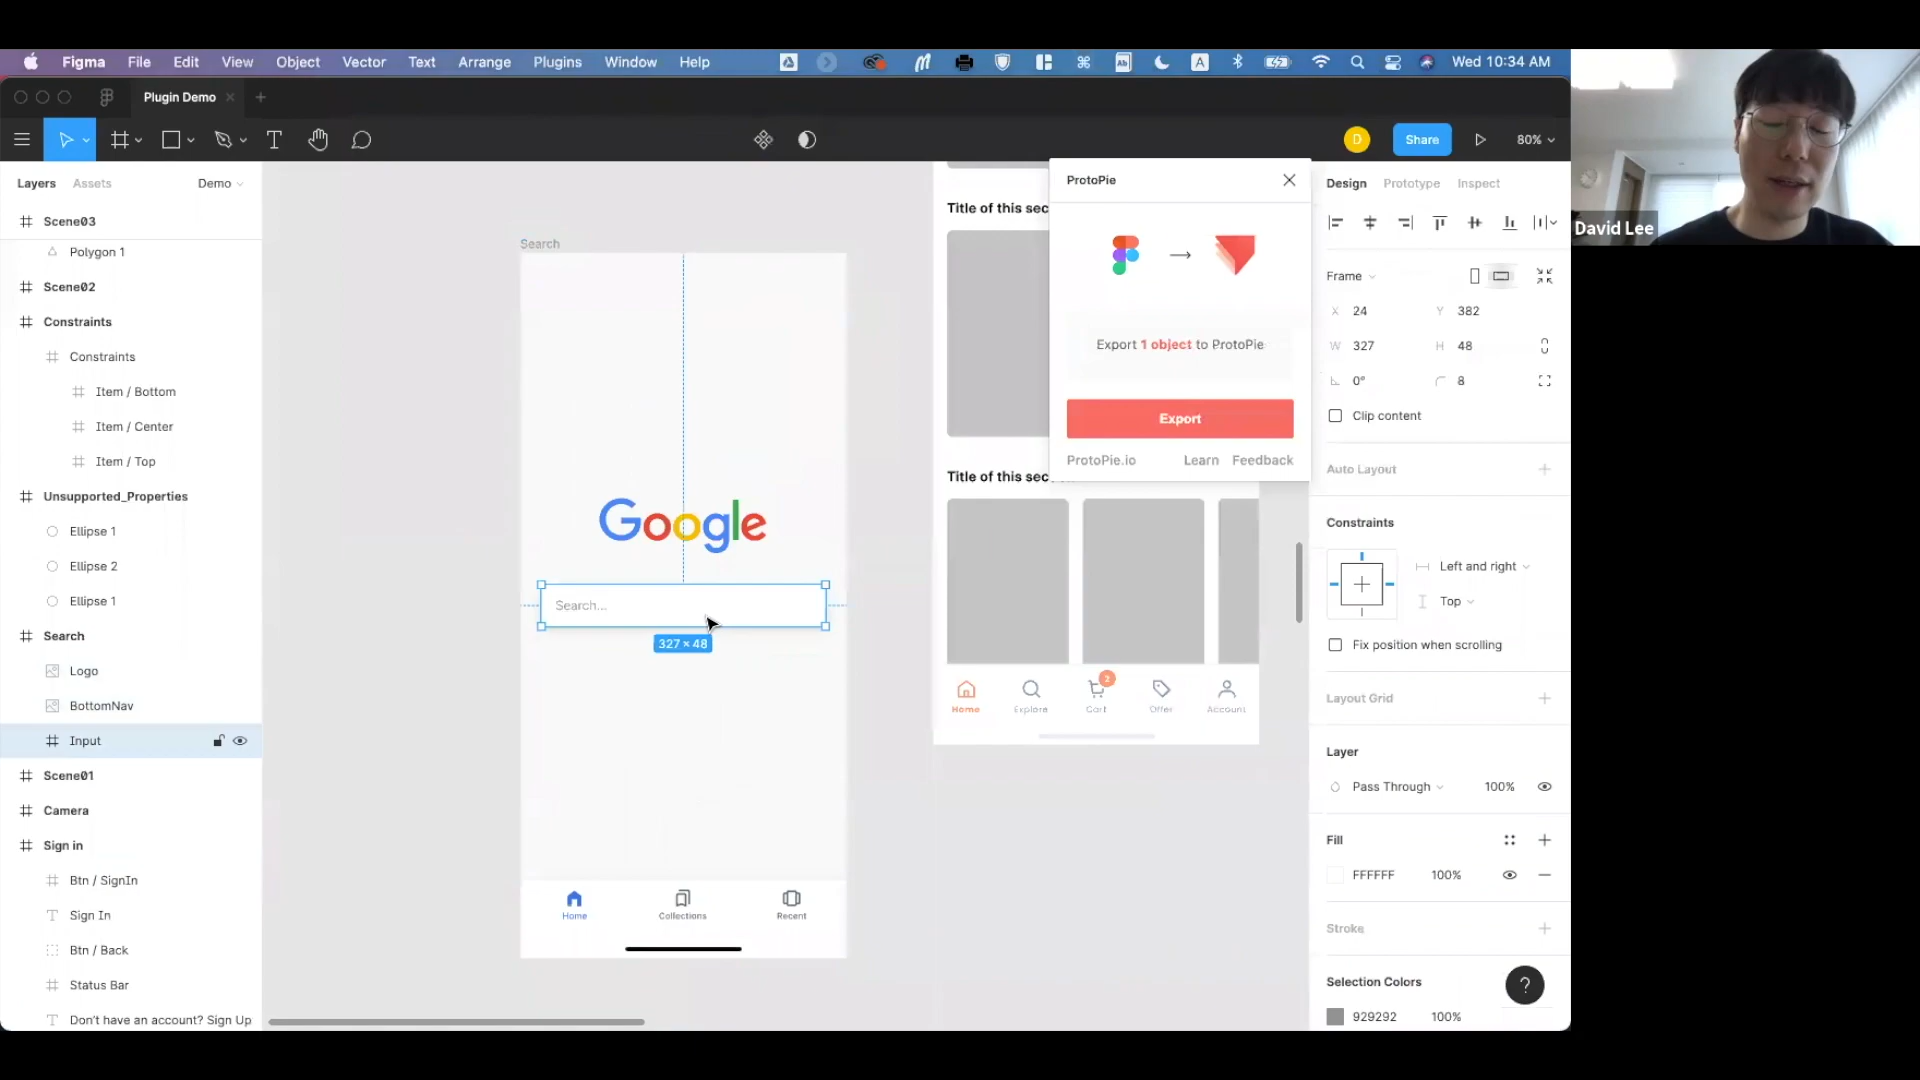 Figma File Edit View Object Vector Text Arrange Plugins Window Help A Wed 10:34 AM
Plugin Demo
Share 80%
D
Layers Assets Demo
Scene03
Polygon 1
Scene02
Constraints
Constraints
Item / Bottom
Item / Center
Item / Top
Unsupported_Properties
Ellipse 1
Ellipse 2
Ellipse 1
Search
Logo
BottomNav
Input
Scene01
Camera
Sign in
Btn / SignIn
Sign In
Btn / Back
Status Bar
Don't have an account? Sign Up
Search
Google
Search...
327 × 48
Home Collections Recent
Title of this sec
Title of this sec
2
Home Explore Cart Offer Account
ProtoPie
Export 1 object to ProtoPie
Export
ProtoPie.io Learn Feedback
Design Prototype Inspect
Frame
X 24 Y 382
W 327 H 48
0° 8
Clip content
Auto Layout
Constraints
Left and right
Top
Fix position when scrolling
Layout Grid
Layer
Pass Through 100%
Fill
FFFFFF 100%
Stroke
Selection Colors
929292 100%
?
David Lee